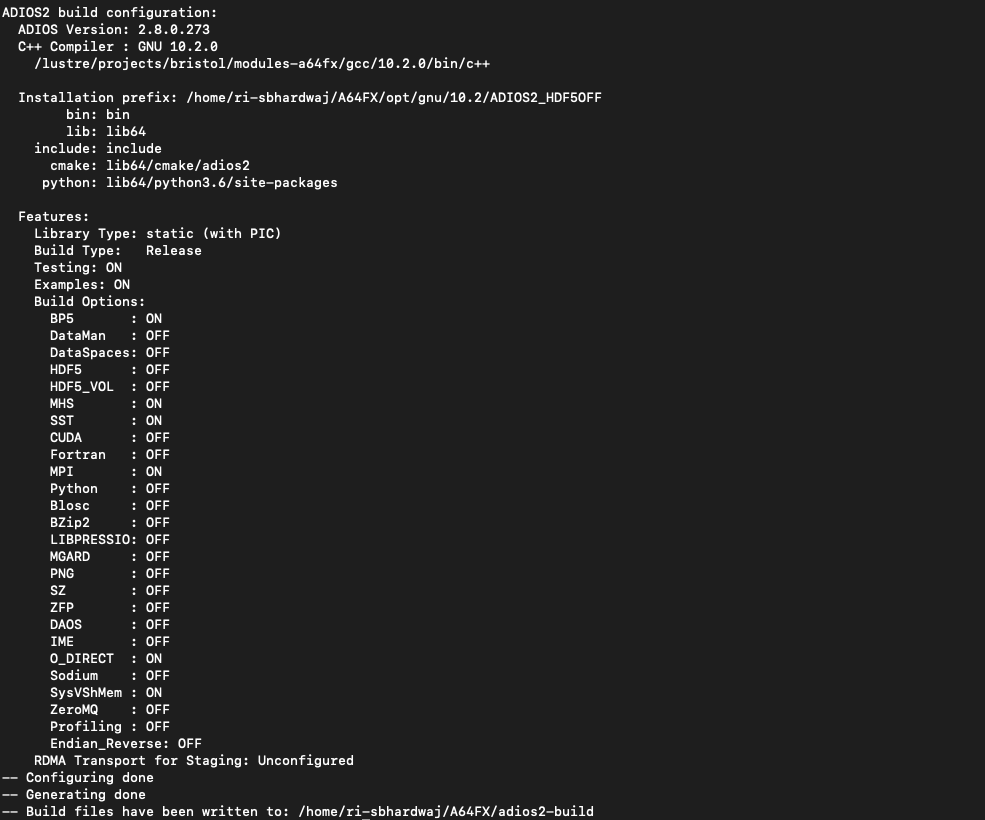 ADIOS2 build configuration:
  ADIOS Version: 2.8.0.273
  C++ Compiler : GNU 10.2.0
    /lustre/projects/bristol/modules-a64fx/gcc/10.2.0/bin/c++

  Installation prefix: /home/ri-sbhardwaj/A64FX/opt/gnu/10.2/ADIOS2_HDF5OFF
        bin: bin
        lib: lib64
    include: include
      cmake: lib64/cmake/adios2
     python: lib64/python3.6/site-packages

  Features:
    Library Type: static (with PIC)
    Build Type:   Release
    Testing: ON
    Examples: ON
    Build Options:
      BP5       : ON
      DataMan   : OFF
      DataSpaces: OFF
      HDF5      : OFF
      HDF5_VOL  : OFF
      MHS       : ON
      SST       : ON
      CUDA      : OFF
      Fortran   : OFF
      MPI       : ON
      Python    : OFF
      Blosc     : OFF
      BZip2     : OFF
      LIBPRESSIO: OFF
      MGARD     : OFF
      PNG       : OFF
      SZ        : OFF
      ZFP       : OFF
      DAOS      : OFF
      IME       : OFF
      O_DIRECT  : ON
      Sodium    : OFF
      SysVShMem : ON
      ZeroMQ    : OFF
      Profiling : OFF
      Endian_Reverse: OFF
    RDMA Transport for Staging: Unconfigured
-- Configuring done
-- Generating done
-- Build files have been written to: /home/ri-sbhardwaj/A64FX/adios2-build